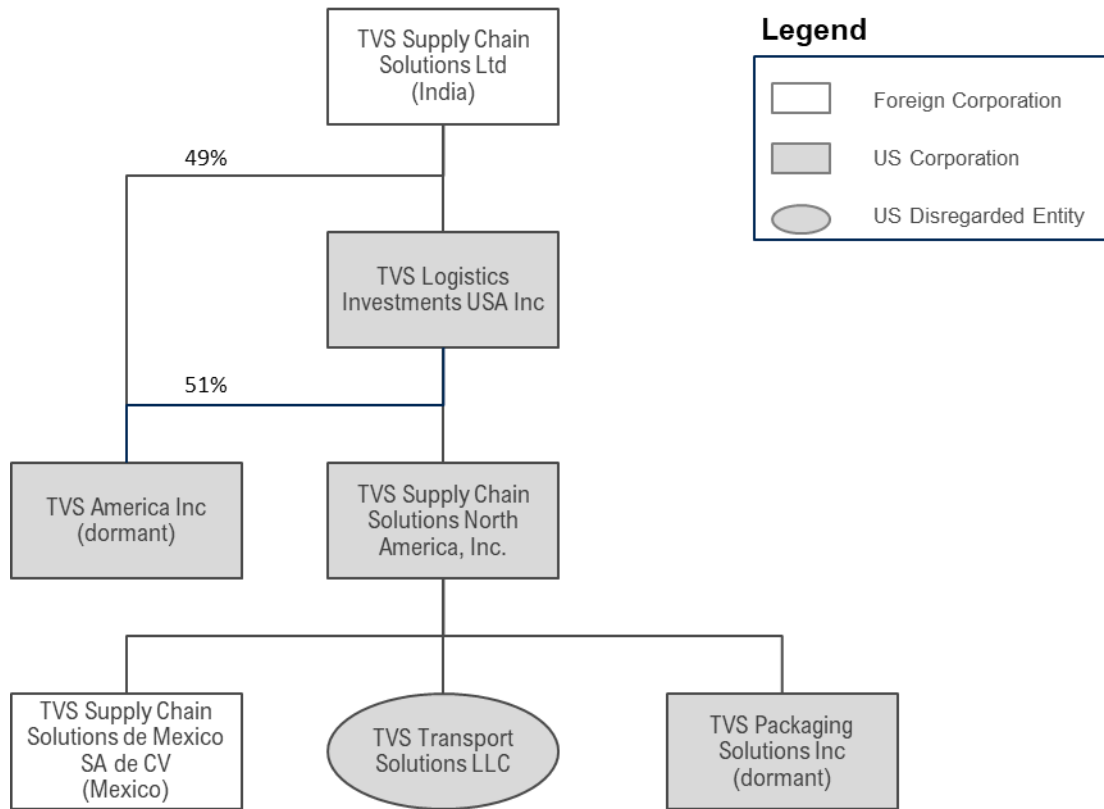 TVS Supply Chain
Solutions Ltd
(India)
Legend
Foreign Corporation
US Corporation
US Disregarded Entity
49%
TVS Logistics
Investments USA Inc
51%
TVS America Inc
(dormant)
TVS Supply Chain
Solutions North
America, Inc.
TVS Supply Chain
Solutions de Mexico
SA de CV
(Mexico)
TVS Transport
Solutions LLC
TVS Packaging
Solutions Inc
(dormant)